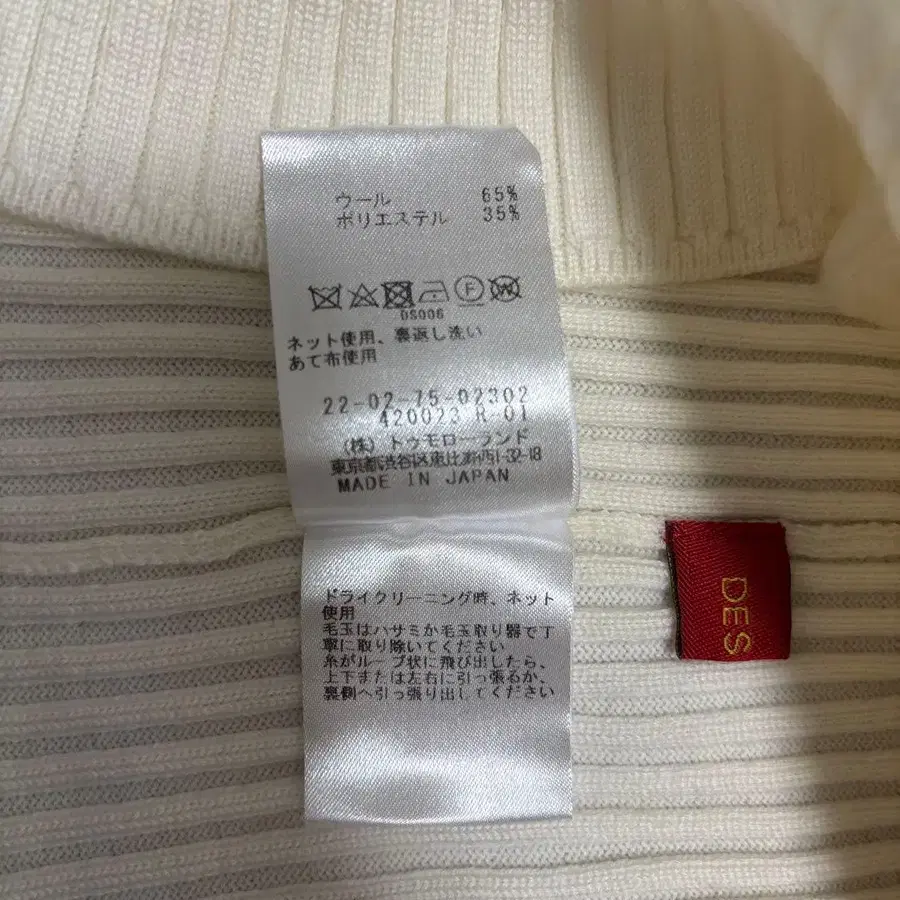 ウール 65%
ポリエステル 35%
F W
DS006
ネット使用、裏返し洗い
あて布使用
22-02-75-02302
420023 R 01
(株)トゥモローランド
東京都渋谷区恵比寿西1-32-18
MADE IN JAPAN
ドライクリーニング時、ネット
使用
毛玉はハサミか毛玉取り器で丁
寧に取り除いてください
糸がループ状に飛び出したら、
上下または左右に引っ張るか、
裏側へ引っ張り出してください
DES